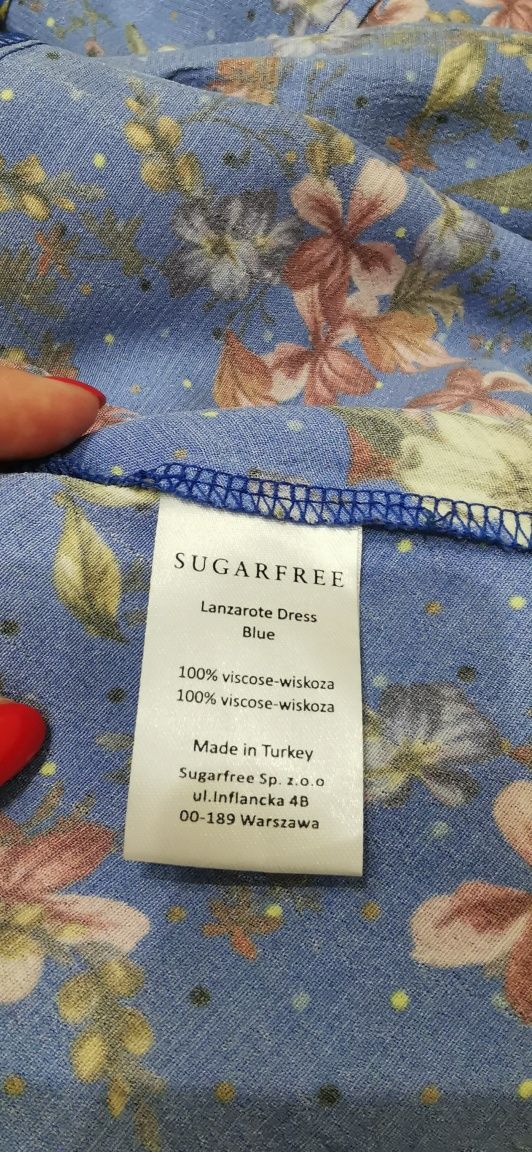 SUGARFREE
Lanzarote Dress
Blue
100% viscose-wiskoza
100% viscose-wiskoza
Made in Turkey
Sugarfree Sp. z.o.o
ul.Inflancka 4B
00-189 Warszawa